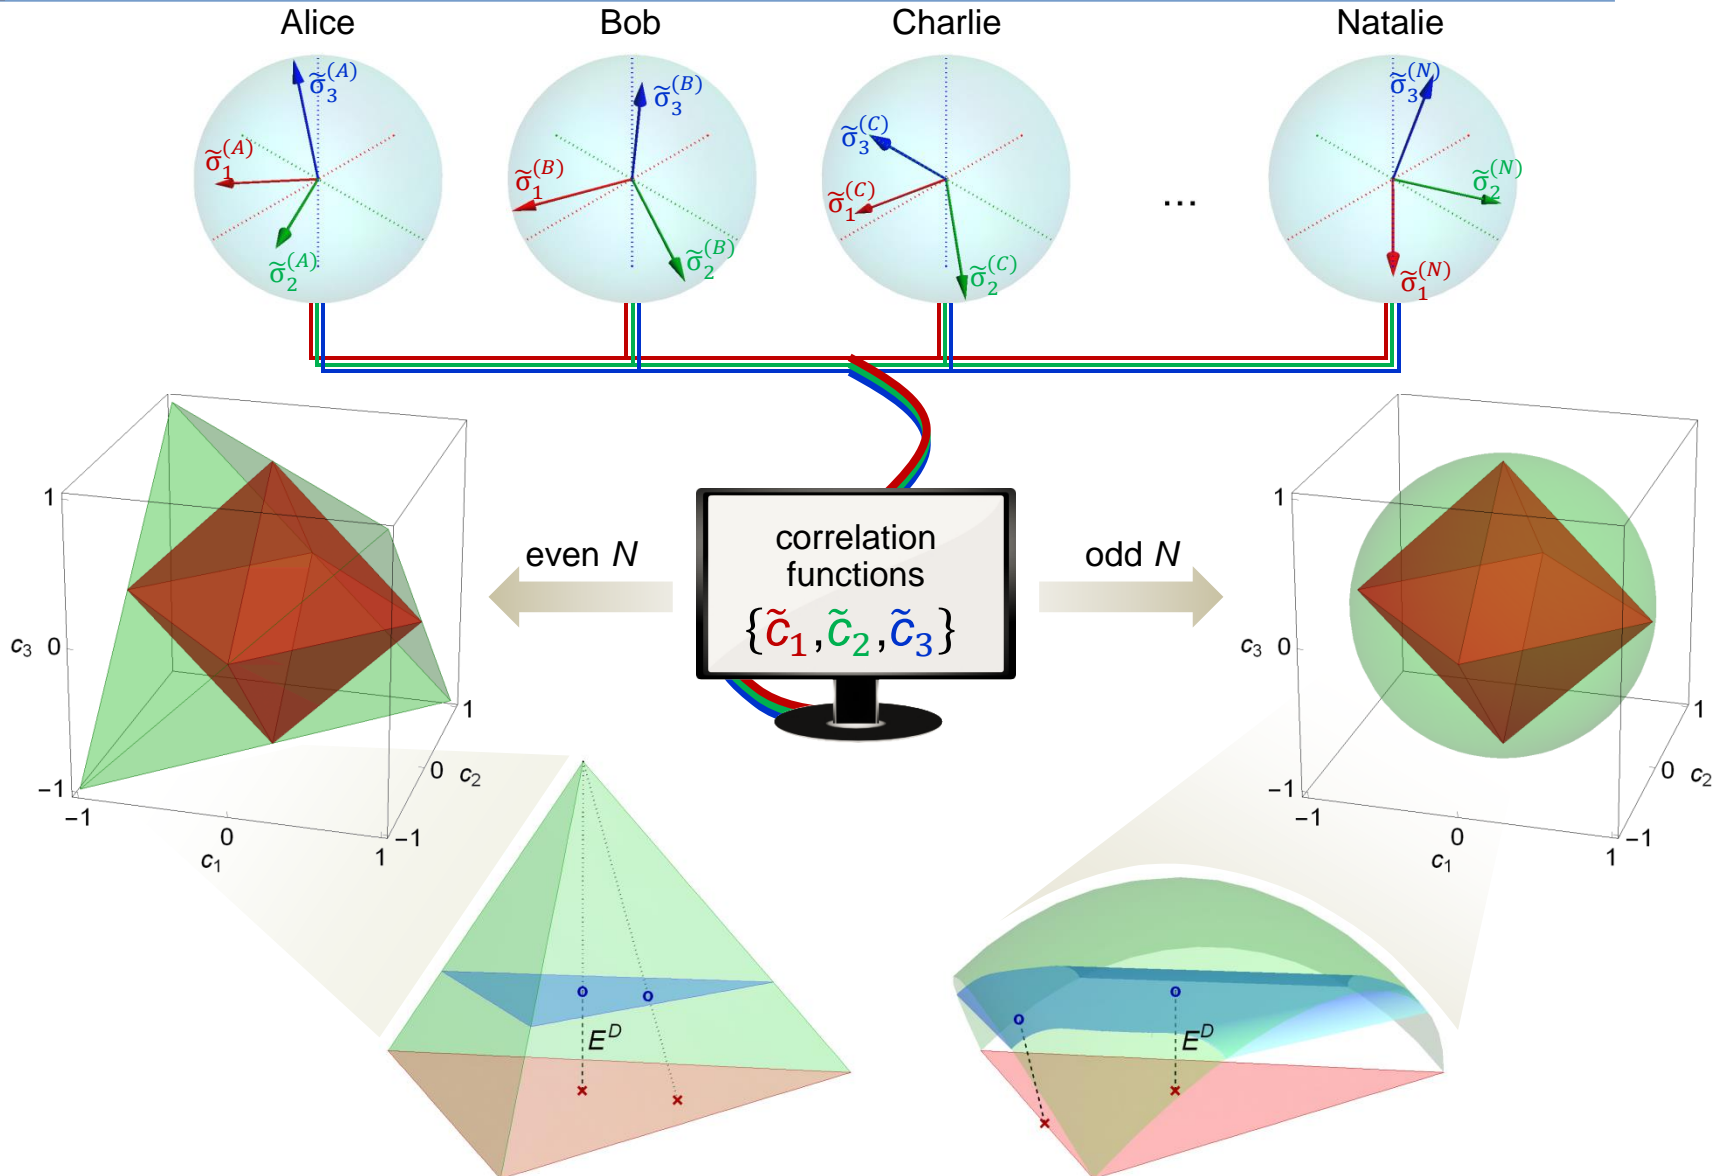 Alice Bob Charlie Natalie
σ̃₃^(A) σ̃₃^(B) σ̃₃^(C) σ̃₃^(N)
σ̃₁^(A) σ̃₁^(B) σ̃₁^(C) ... σ̃₂^(N)
σ̃₂^(A) σ̃₂^(B) σ̃₂^(C) σ̃₁^(N)
even N
correlation
functions
{c̃₁,c̃₂,c̃₃}
odd N
1
c₃ 0
−1
−1
0
c₁
1
−1
0 c₂
1
1
c₃ 0
−1
−1
0
c₁
1
−1
0 c₂
1
o o
E^D
× ×
o o
E^D
× ×